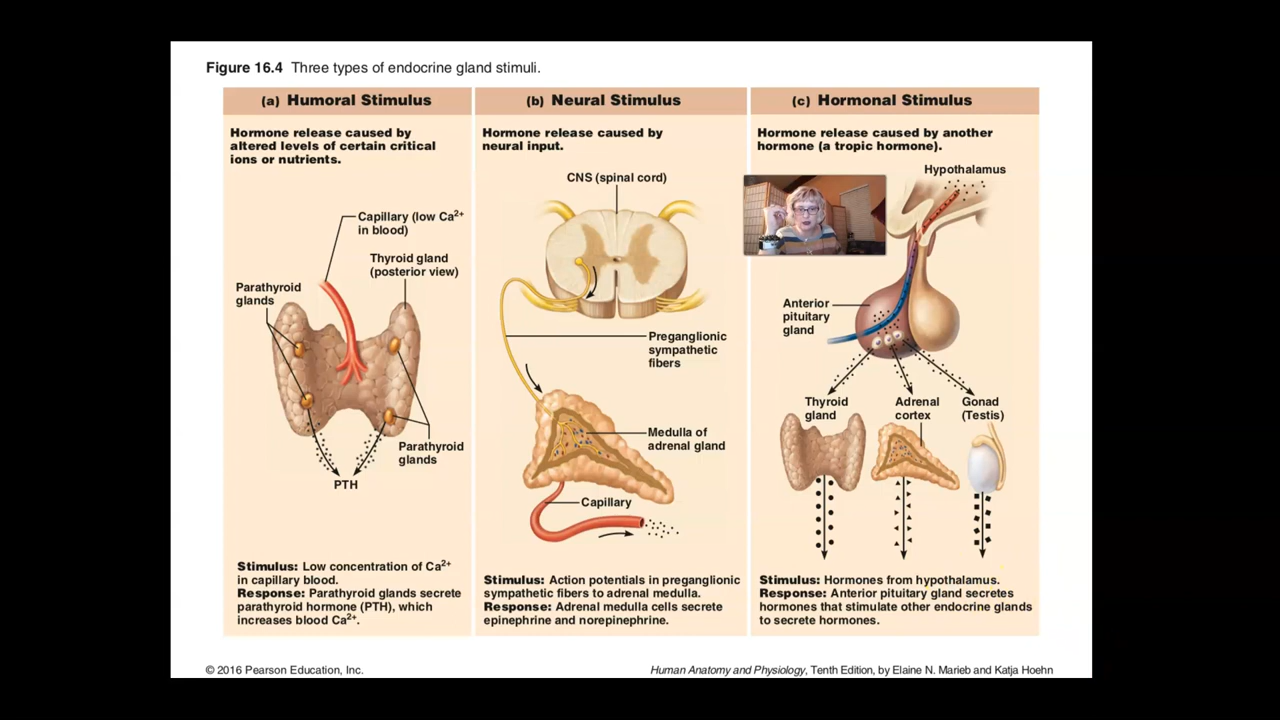 Figure 16.4 Three types of endocrine gland stimuli.
(a) Humoral Stimulus
Hormone release caused by
altered levels of certain critical
ions or nutrients.
Capillary (low Ca²⁺
in blood)
Thyroid gland
(posterior view)
Parathyroid
glands
Parathyroid
glands
PTH
Stimulus: Low concentration of Ca²⁺
in capillary blood.
Response: Parathyroid glands secrete
parathyroid hormone (PTH), which
increases blood Ca²⁺.
(b) Neural Stimulus
Hormone release caused by
neural input.
CNS (spinal cord)
Preganglionic
sympathetic
fibers
Medulla of
adrenal gland
Capillary
Stimulus: Action potentials in preganglionic
sympathetic fibers to adrenal medulla.
Response: Adrenal medulla cells secrete
epinephrine and norepinephrine.
(c) Hormonal Stimulus
Hormone release caused by another
hormone (a tropic hormone).
Hypothalamus
Anterior
pituitary
gland
Thyroid
gland
Adrenal
cortex
Gonad
(Testis)
Stimulus: Hormones from hypothalamus.
Response: Anterior pituitary gland secretes
hormones that stimulate other endocrine glands
to secrete hormones.
© 2016 Pearson Education, Inc.
Human Anatomy and Physiology, Tenth Edition, by Elaine N. Marieb and Katja Hoehn